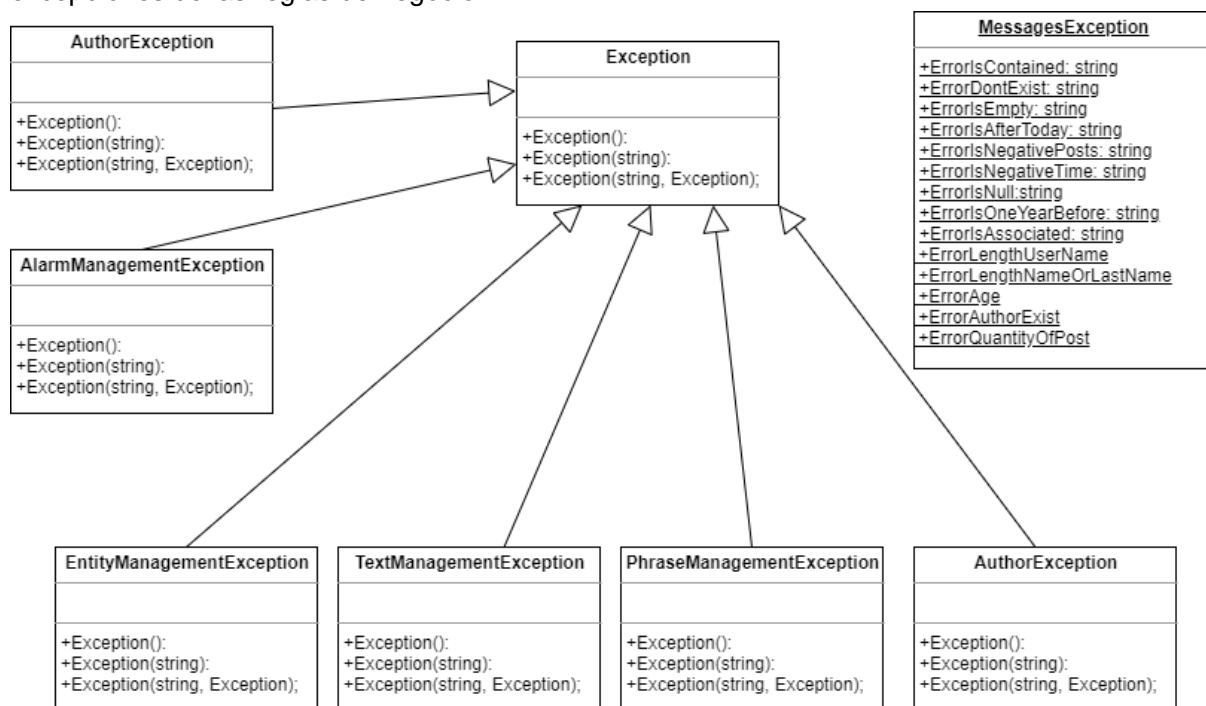 AuthorException
+Exception():
+Exception(string):
+Exception(string, Exception);
Exception
+Exception():
+Exception(string):
+Exception(string, Exception);
MessagesException
+ErrorIsContained: string
+ErrorDontExist: string
+ErrorIsEmpty: string
+ErrorIsAfterToday: string
+ErrorIsNegativePosts: string
+ErrorIsNegativeTime: string
+ErrorIsNull:string
+ErrorIsOneYearBefore: string
+ErrorIsAssociated: string
+ErrorLengthUserName
+ErrorLengthNameOrLastName
+ErrorAge
+ErrorAuthorExist
+ErrorQuantityOfPost
AlarmManagementException
+Exception():
+Exception(string):
+Exception(string, Exception);
EntityManagementException
+Exception():
+Exception(string):
+Exception(string, Exception);
TextManagementException
+Exception():
+Exception(string):
+Exception(string, Exception);
PhraseManagementException
+Exception():
+Exception(string):
+Exception(string, Exception);
AuthorException
+Exception():
+Exception(string):
+Exception(string, Exception);